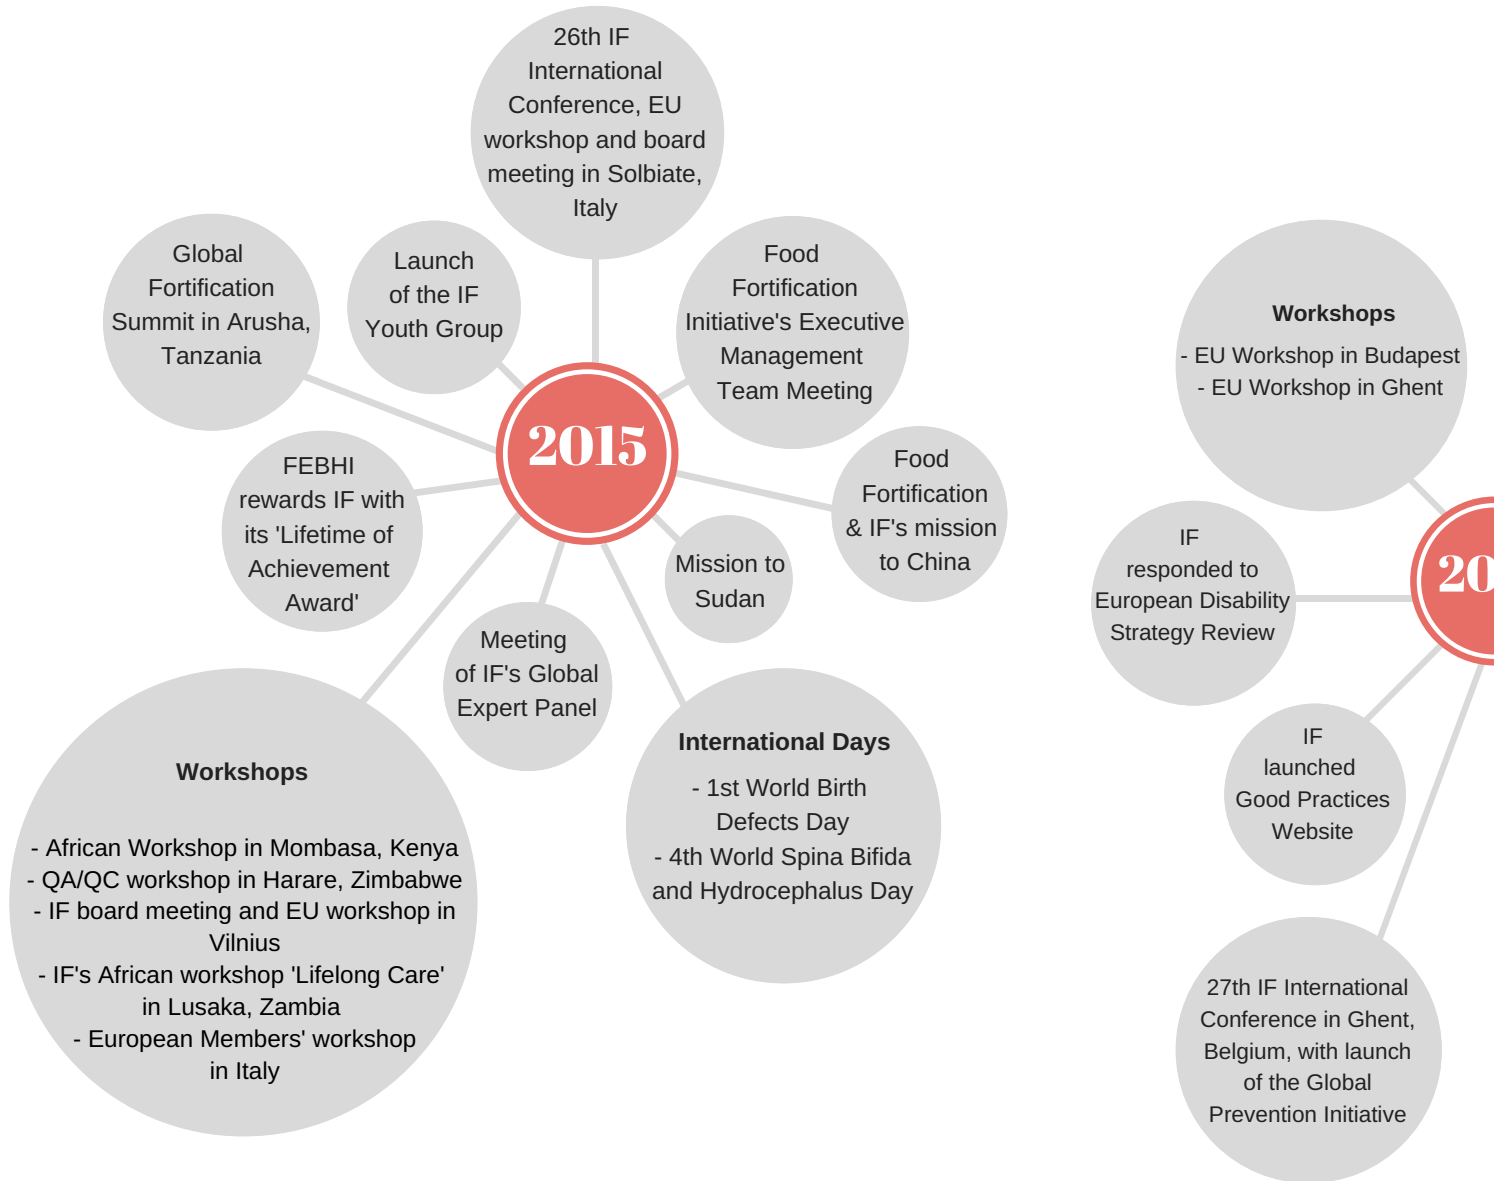 26th IF
International
Conference, EU
workshop and board
meeting in Solbiate,
Italy
Global
Fortification
Summit in Arusha,
Tanzania
Launch
of the IF
Youth Group
Food
Fortification
Initiative's Executive
Management
Team Meeting
2015
FEBHI
rewards IF with
its 'Lifetime of
Achievement
Award'
Food
Fortification
& IF's mission
to China
Mission to
Sudan
Meeting
of IF's Global
Expert Panel
Workshops
- African Workshop in Mombasa, Kenya
- QA/QC workshop in Harare, Zimbabwe
- IF board meeting and EU workshop in
Vilnius
- IF's African workshop 'Lifelong Care'
in Lusaka, Zambia
- European Members' workshop
in Italy
International Days
- 1st World Birth
Defects Day
- 4th World Spina Bifida
and Hydrocephalus Day
Workshops
- EU Workshop in Budapest
- EU Workshop in Ghent
20
IF
responded to
European Disability
Strategy Review
IF
launched
Good Practices
Website
27th IF International
Conference in Ghent,
Belgium, with launch
of the Global
Prevention Initiative